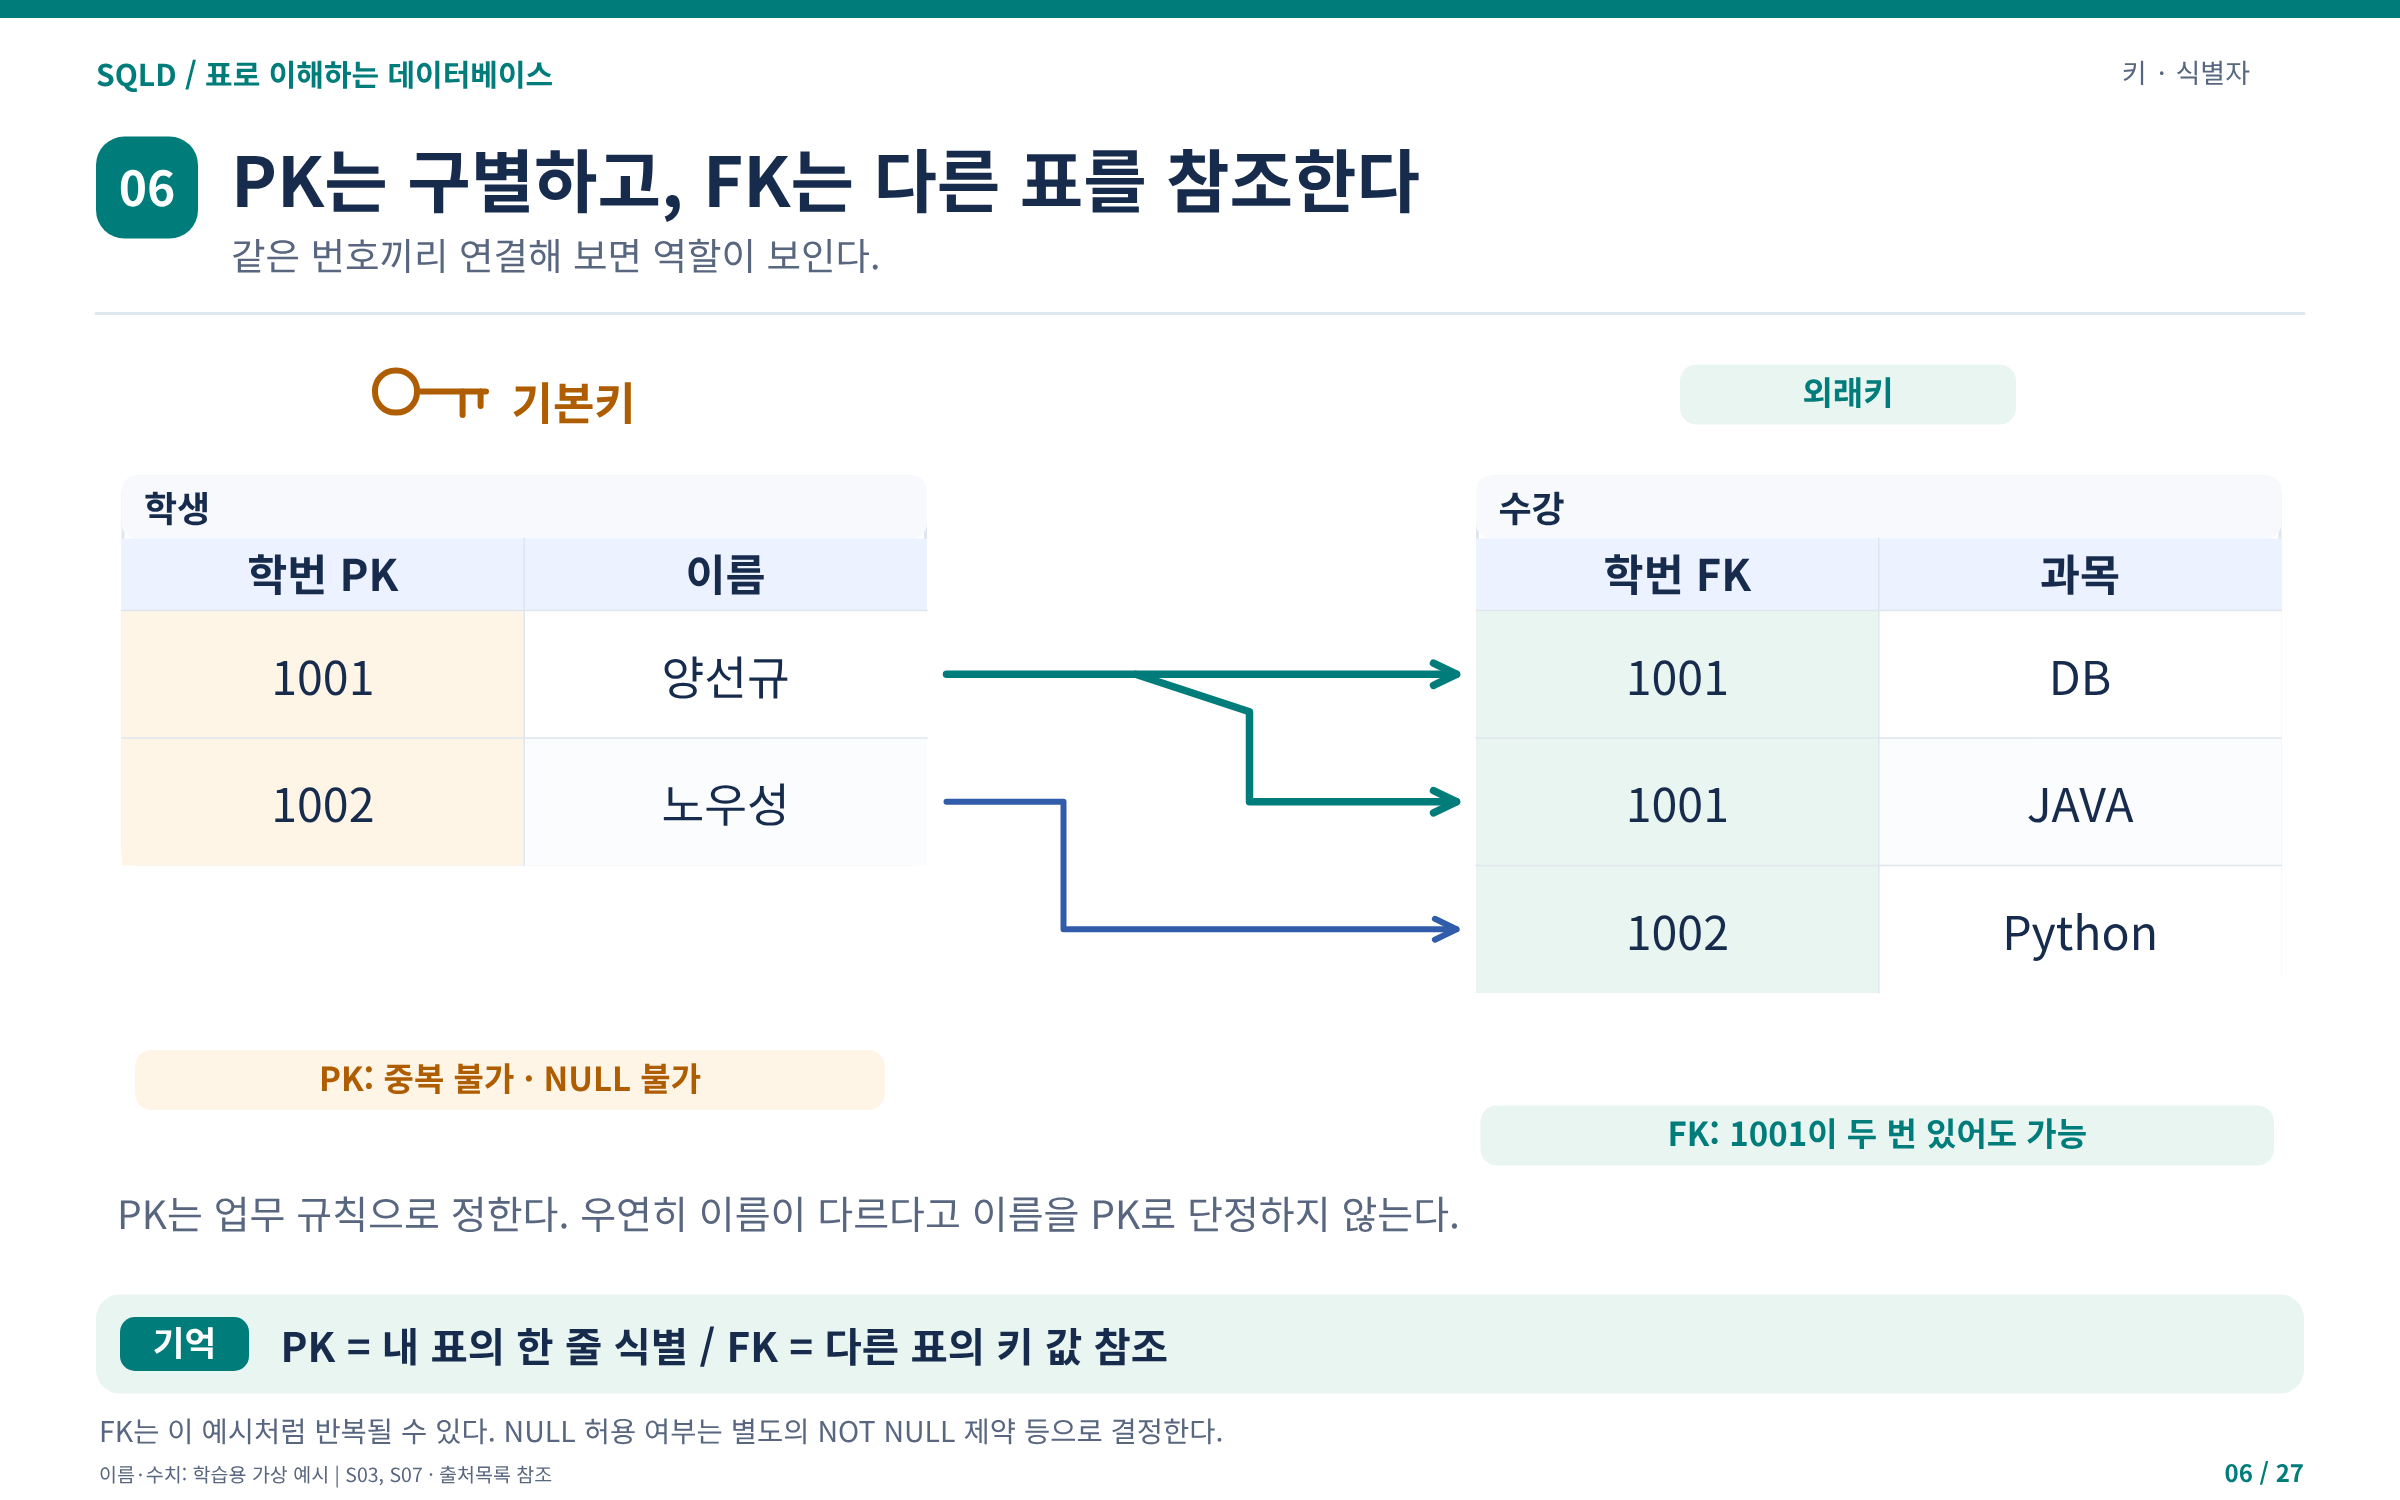 SQLD / 표로 이해하는 데이터베이스
키 · 식별자
06
PK는 구별하고, FK는 다른 표를 참조한다
같은 번호끼리 연결해 보면 역할이 보인다.
기본키
외래키
학생
학번 PK 이름
1001 양선규
1002 노우성
수강
학번 FK 과목
1001 DB
1001 JAVA
1002 Python
PK: 중복 불가 · NULL 불가
FK: 1001이 두 번 있어도 가능
PK는 업무 규칙으로 정한다. 우연히 이름이 다르다고 이름을 PK로 단정하지 않는다.
기억 PK = 내 표의 한 줄 식별 / FK = 다른 표의 키 값 참조
FK는 이 예시처럼 반복될 수 있다. NULL 허용 여부는 별도의 NOT NULL 제약 등으로 결정한다.
이름·수치: 학습용 가상 예시 | S03, S07 · 출처목록 참조
06 / 27